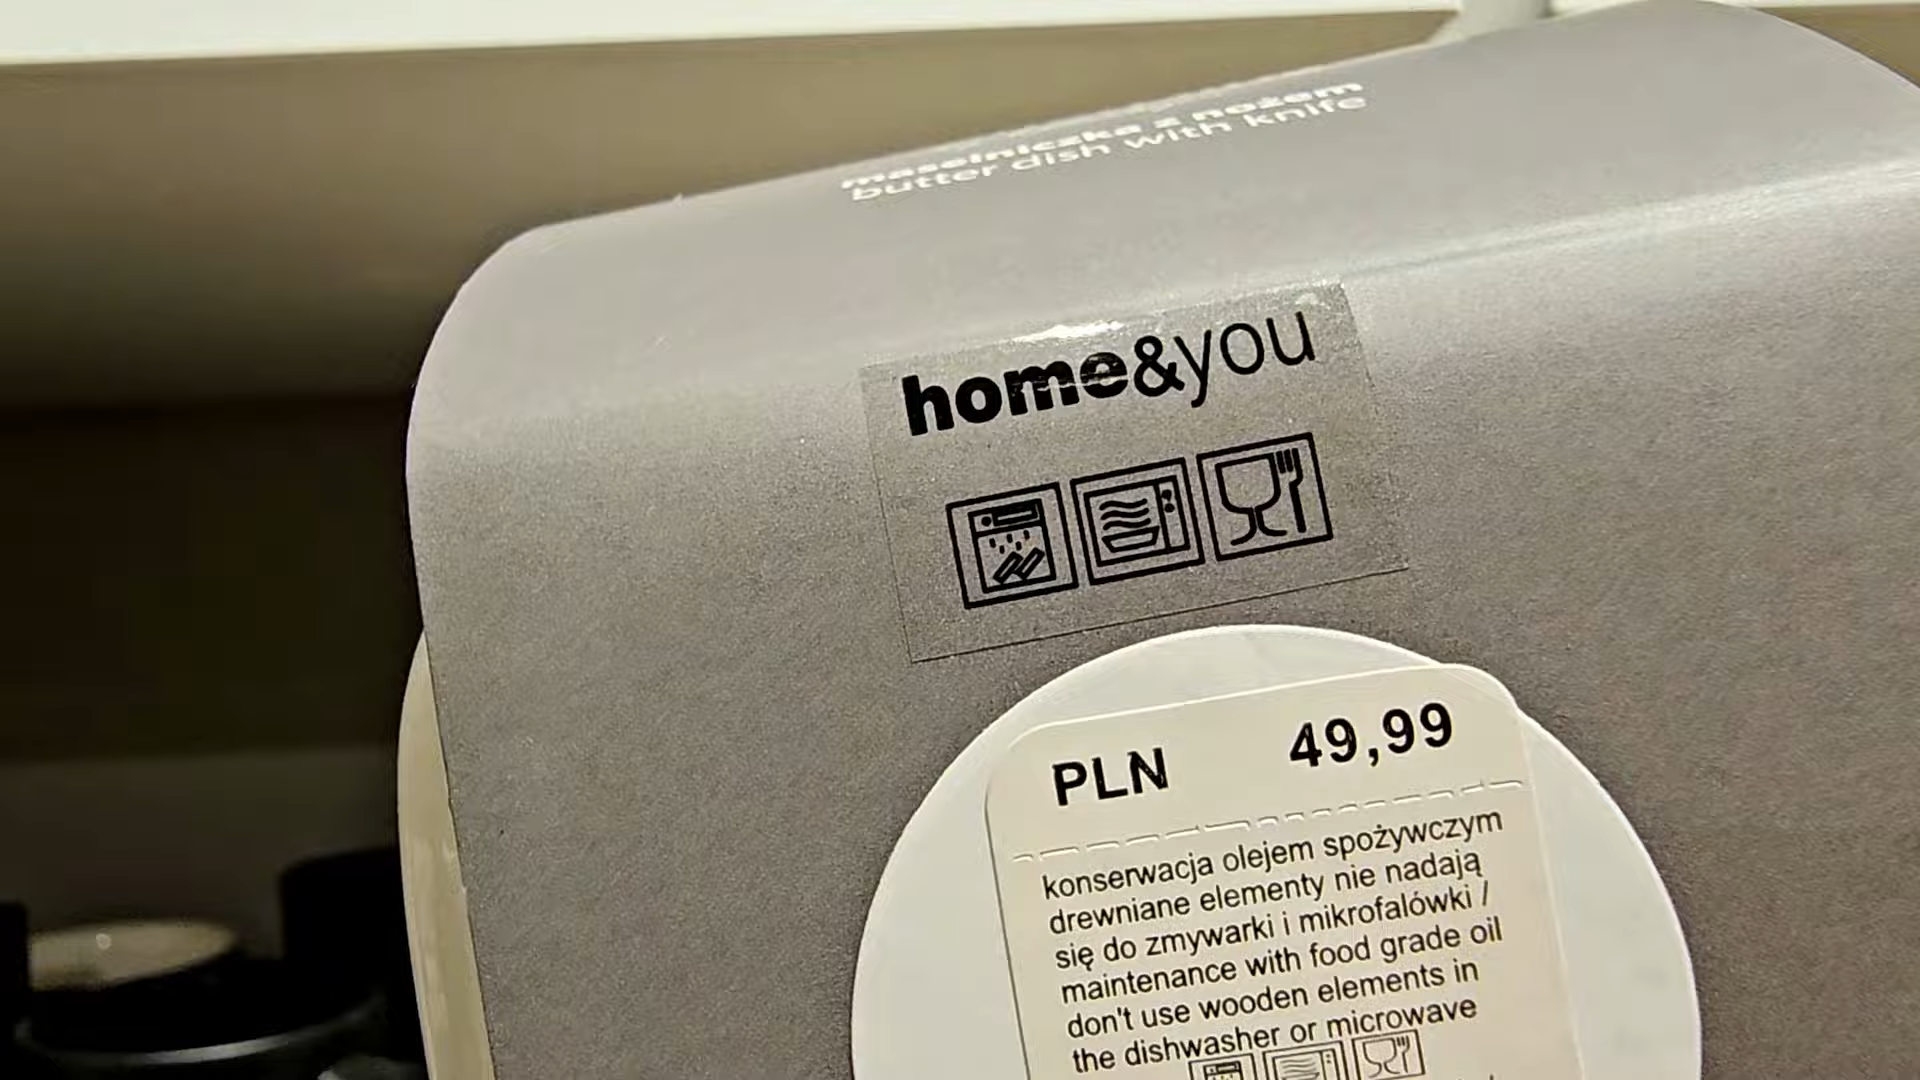 maselniczka z nożem
butter dish with knife
home&you
PLN 49,99
konserwacja olejem spożywczym
drewniane elementy nie nadają
się do zmywarki i mikrofalówki /
maintenance with food grade oil
don't use wooden elements in
the dishwasher or microwave